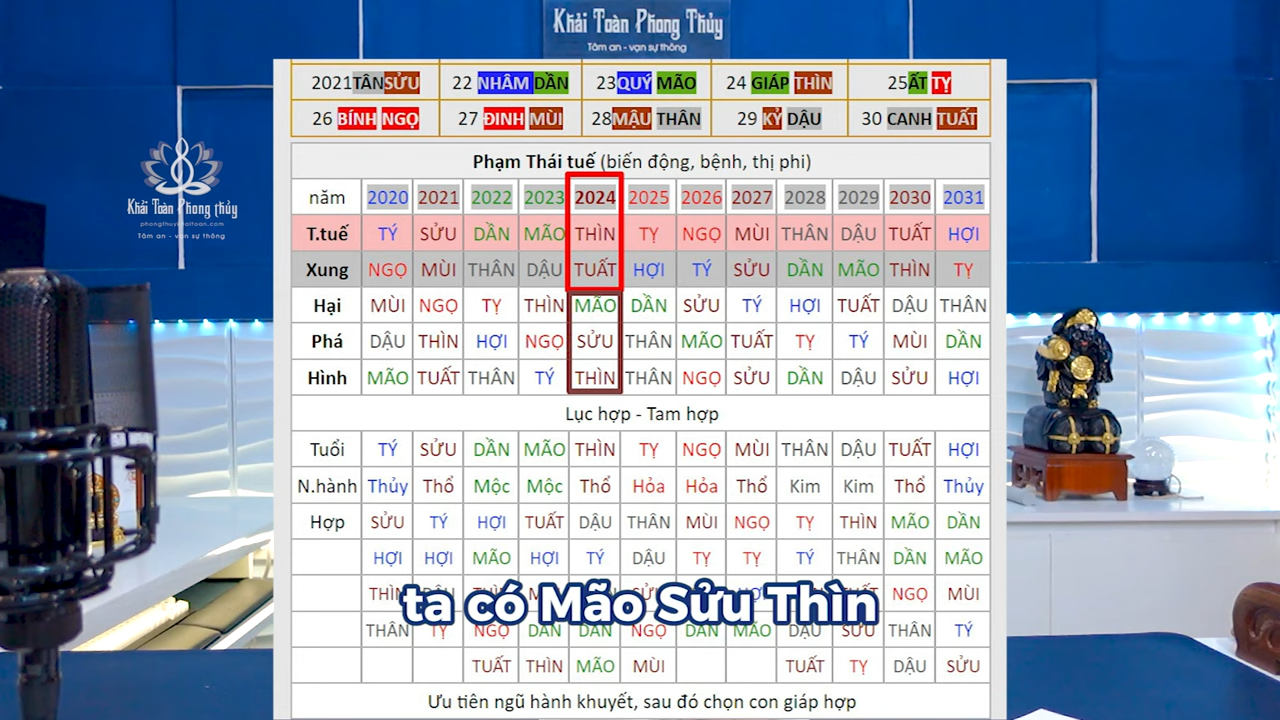 Khải Toàn Phong Thủy
Tâm an - vạn sự thông
2021TÂNSỬU 22 NHÂM DẦN 23QUÝ MÃO 24 GIÁP THÌN 25ẤT TỴ
26 BÍNH NGỌ 27 ĐINH MÙI 28MẬU THÂN 29 KỶ DẬU 30 CANH TUẤT
Phạm Thái tuế (biến động, bệnh, thị phi)
năm 2020 2021 2022 2023 2024 2025 2026 2027 2028 2029 2030 2031
T.tuế TÝ SỬU DẦN MÃO THÌN TỴ NGỌ MÙI THÂN DẬU TUẤT HỢI
Xung NGỌ MÙI THÂN DẬU TUẤT HỢI TÝ SỬU DẦN MÃO THÌN TỴ
Hại MÙI NGỌ TỴ THÌN MÃO DẦN SỬU TÝ HỢI TUẤT DẬU THÂN
Phá DẬU THÌN HỢI NGỌ SỬU THÂN MÃO TUẤT TỴ TÝ MÙI DẦN
Hình MÃO TUẤT THÂN TÝ THÌN THÂN NGỌ SỬU DẦN DẬU SỬU HỢI
Lục hợp - Tam hợp
Tuổi TÝ SỬU DẦN MÃO THÌN TỴ NGỌ MÙI THÂN DẬU TUẤT HỢI
N.hành Thủy Thổ Mộc Mộc Thổ Hỏa Hỏa Thổ Kim Kim Thổ Thủy
Hợp SỬU TÝ HỢI TUẤT DẬU THÂN MÙI NGỌ TỴ THÌN MÃO DẦN
HỢI HỢI MÃO HỢI TÝ DẬU TỴ TỴ TÝ THÂN DẦN MÃO
NGỌ MÙI
ta có Mão Sửu Thìn
THÂN TỴ NGỌ DẦN DẦN NGỌ DẦN MÃO DẬU SỬU THÂN TÝ
TUẤT THÌN MÃO MÙI TUẤT TỴ DẬU SỬU
Ưu tiên ngũ hành khuyết, sau đó chọn con giáp hợp
Khải Toàn Phong thủy
phongthuykhaitoan.com
Tâm an - vạn sự thông